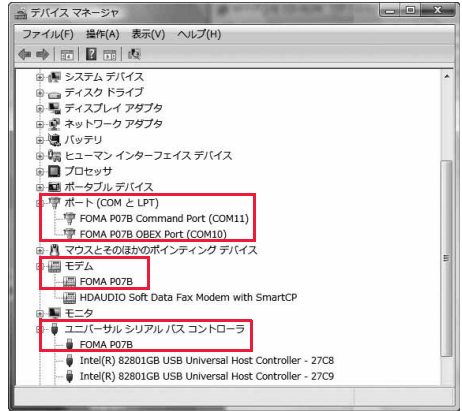 デバイス マネージャ
ファイル(F) 操作(A) 表示(V) ヘルプ(H)
システム デバイス
ディスク ドライブ
ディスプレイ アダプタ
ネットワーク アダプタ
バッテリ
ヒューマン インターフェイス デバイス
プロセッサ
ポータブル デバイス
ポート (COM と LPT)
FOMA P07B Command Port (COM11)
FOMA P07B OBEX Port (COM10)
マウスとそのほかのポインティング デバイス
モデム
FOMA P07B
HDAUDIO Soft Data Fax Modem with SmartCP
モニタ
ユニバーサル シリアル バス コントローラ
FOMA P07B
Intel(R) 82801GB USB Universal Host Controller - 27C8
Intel(R) 82801GB USB Universal Host Controller - 27C9